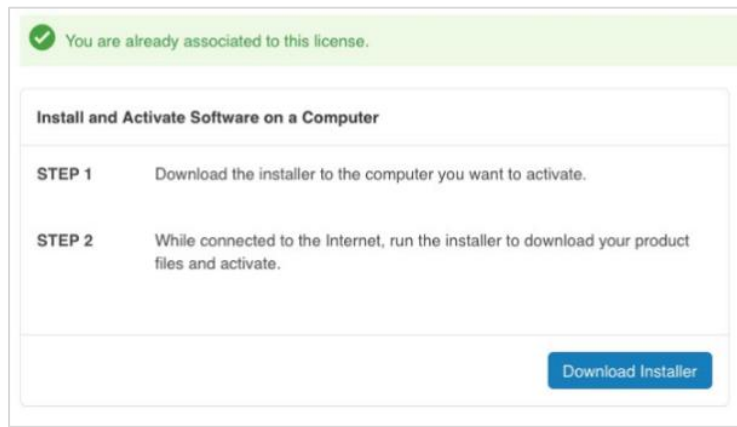 You are already associated to this license.
Install and Activate Software on a Computer
STEP 1 Download the installer to the computer you want to activate.
STEP 2 While connected to the Internet, run the installer to download your product
files and activate.
Download Installer